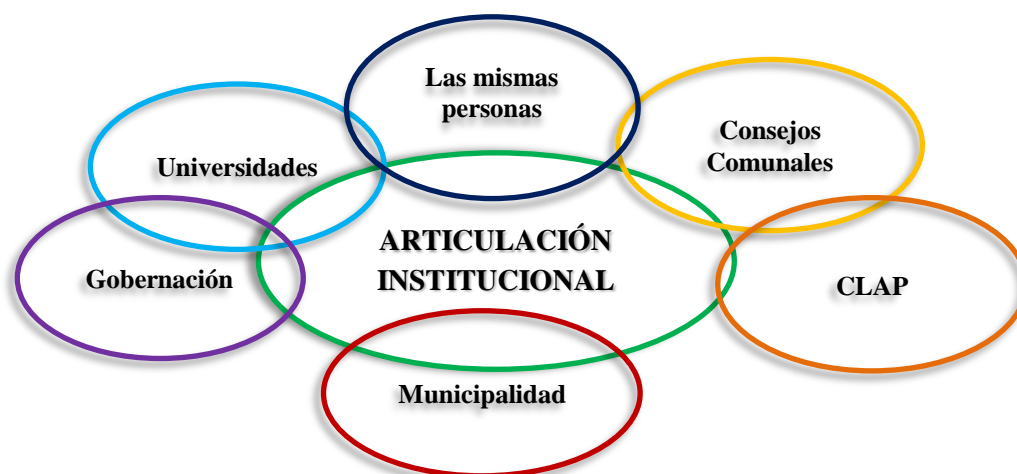 Las mismas
personas
Consejos
Comunales
Universidades
ARTICULACIÓN
INSTITUCIONAL
Gobernación
CLAP
Municipalidad